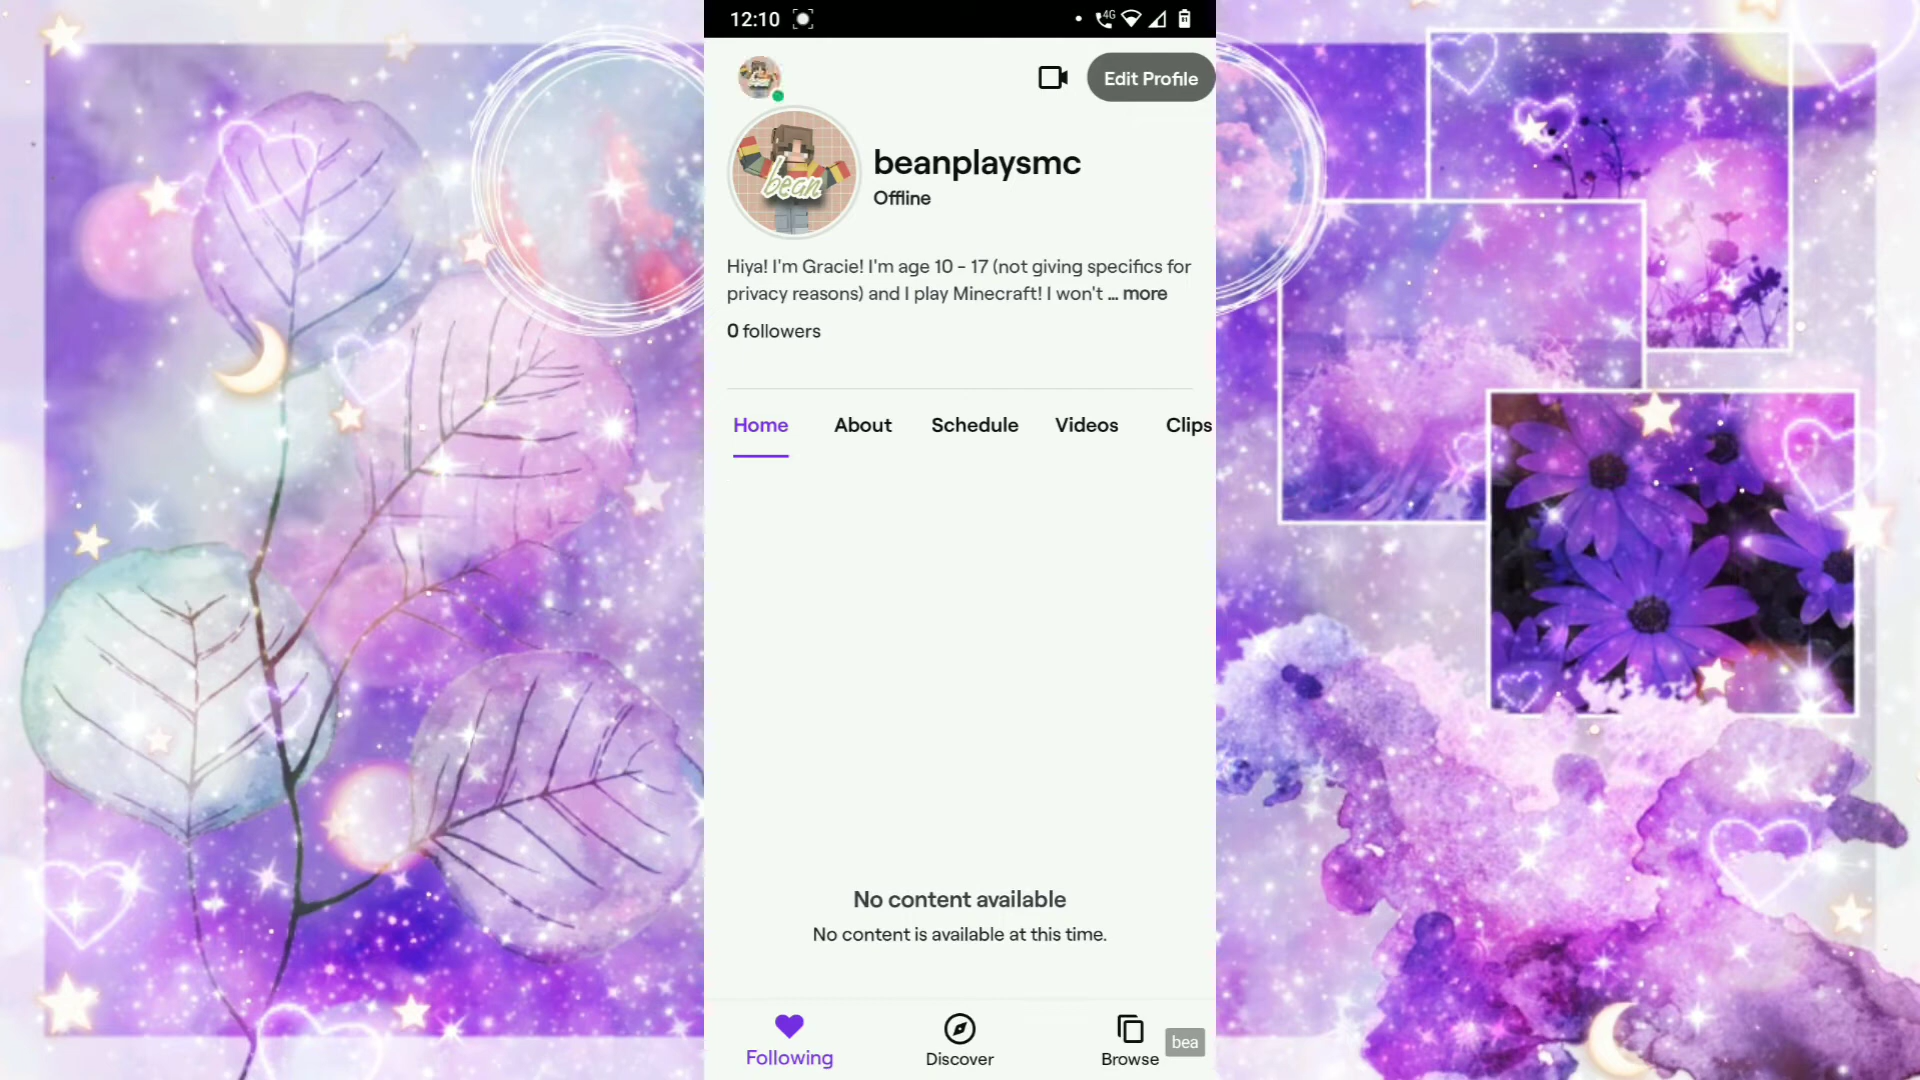 12:10
4G
Edit Profile
bean
beanplaysmc
Offline
Hiya! I'm Gracie! I'm age 10 - 17 (not giving specifics for
privacy reasons) and I play Minecraft! I won't ... more
0 followers
Home About Schedule Videos Clips
No content available
No content is available at this time.
Following Discover Browse
bea